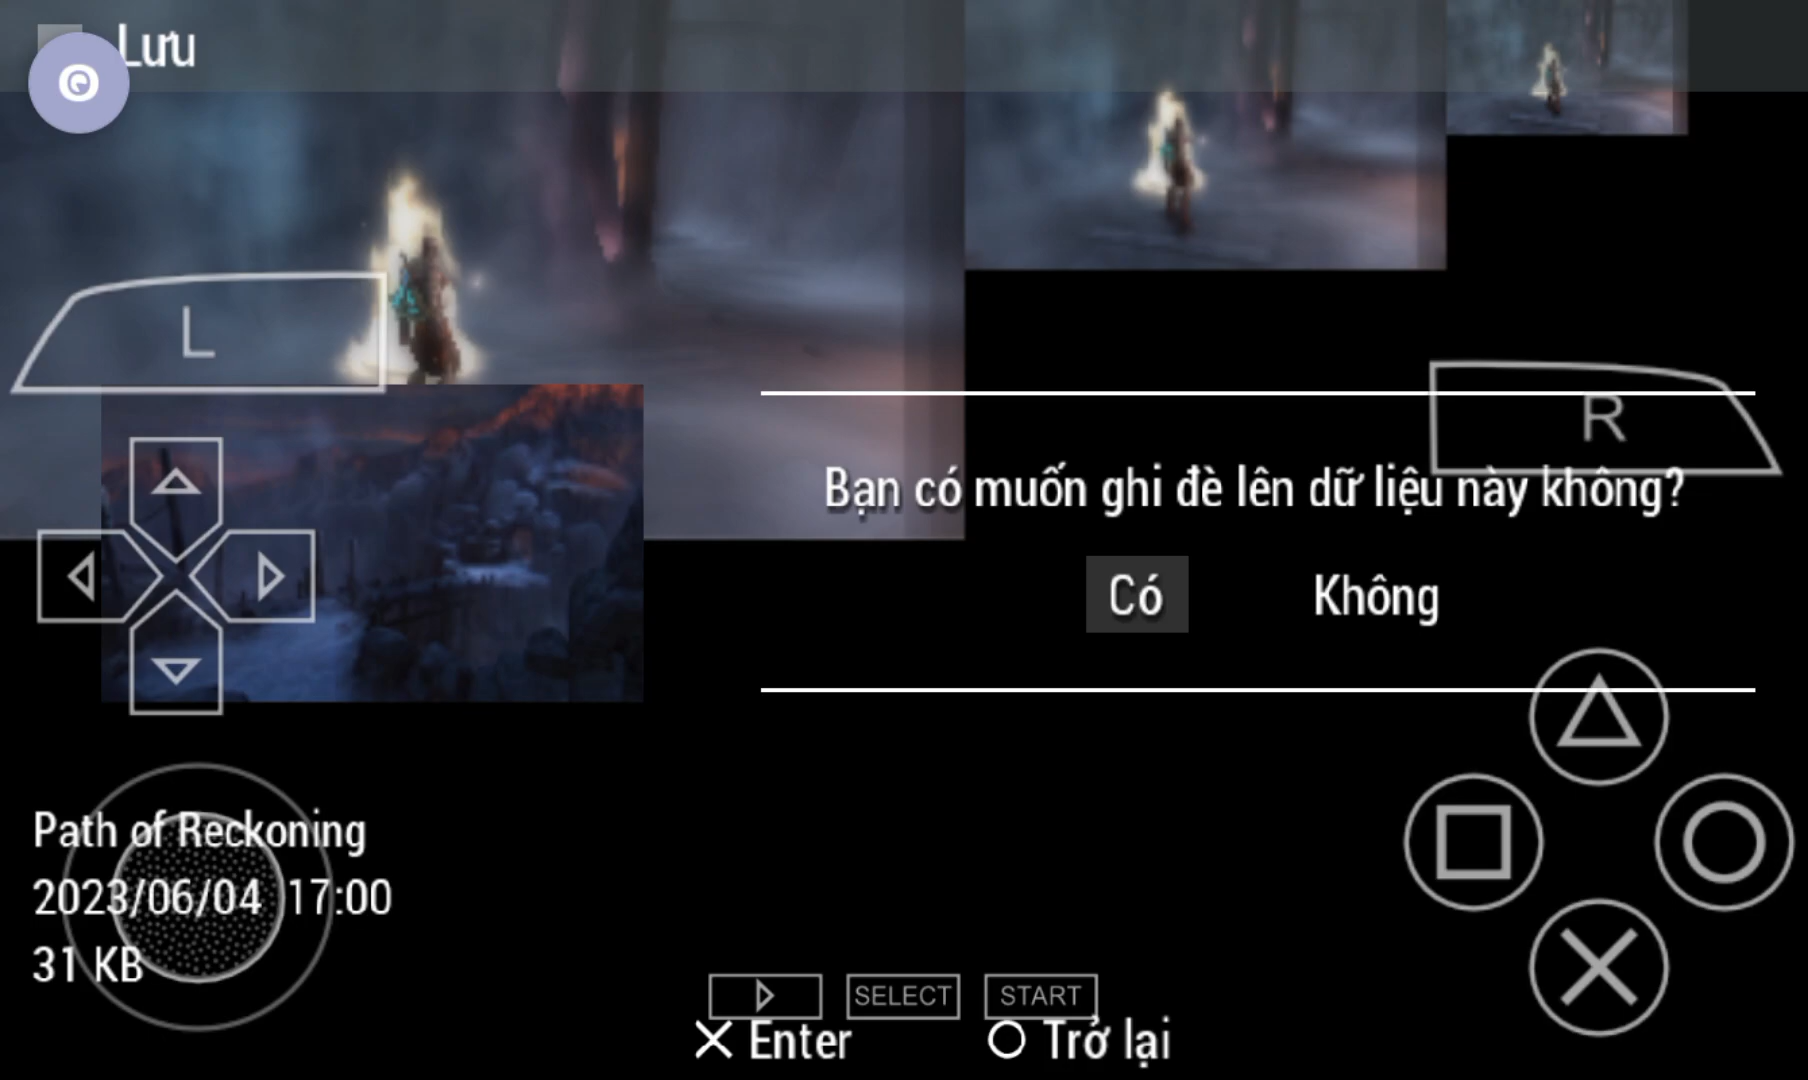 Lưu
L
R
Bạn có muốn ghi đè lên dữ liệu này không?
Có
Không
Path of Reckoning
2023/06/04 17:00
31 KB
SELECT
START
Enter
Trở lại